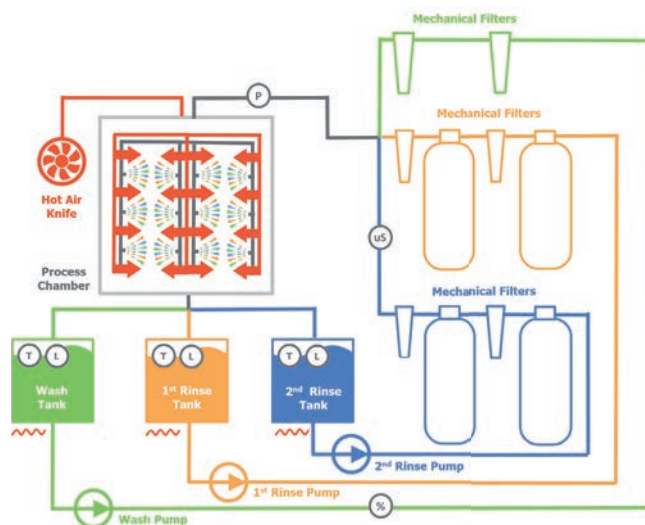 Mechanical Filters
P
Mechanical Filters
Hot Air
Knife
uS
Process
Chamber
Mechanical Filters
T L
T L
T L
Wash
Tank
1st Rinse
Tank
2nd Rinse
Tank
2nd Rinse Pump
1st Rinse Pump
%
Wash Pump